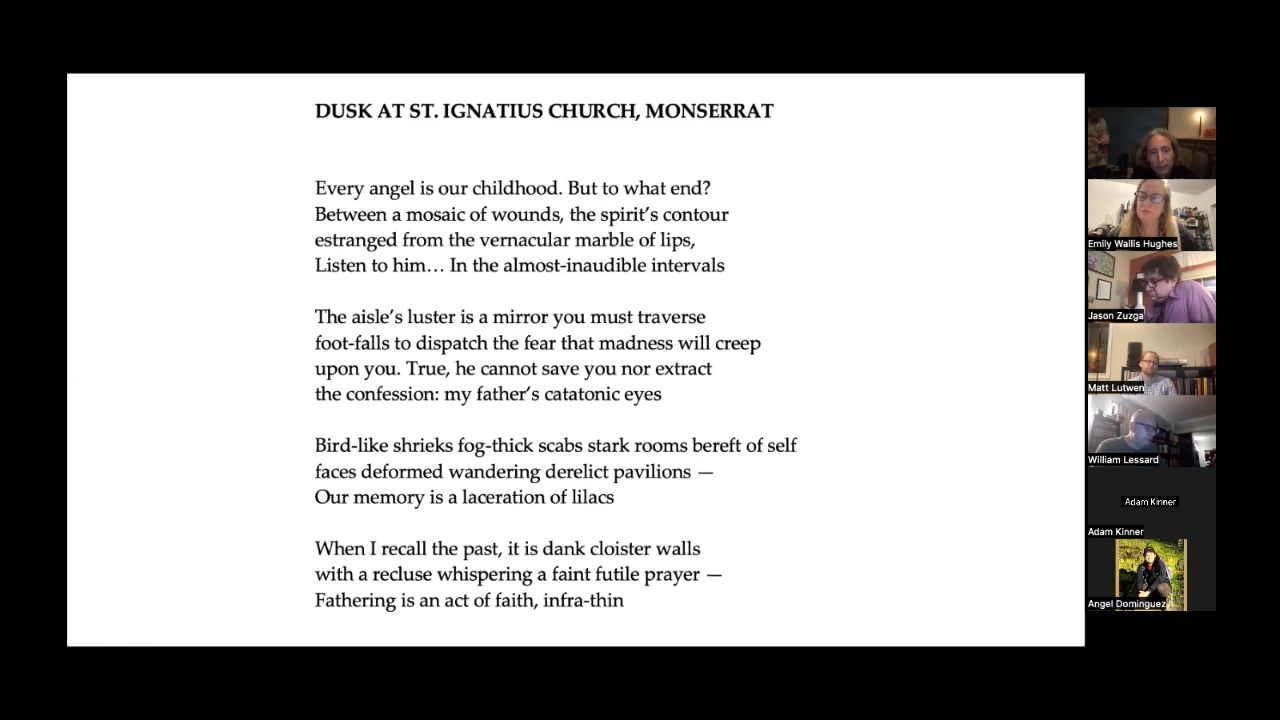 DUSK AT ST. IGNATIUS CHURCH, MONSERRAT
Every angel is our childhood. But to what end?
Between a mosaic of wounds, the spirit’s contour
estranged from the vernacular marble of lips,
Listen to him… In the almost-inaudible intervals
The aisle’s luster is a mirror you must traverse
foot-falls to dispatch the fear that madness will creep
upon you. True, he cannot save you nor extract
the confession: my father’s catatonic eyes
Bird-like shrieks fog-thick scabs stark rooms bereft of self
faces deformed wandering derelict pavilions —
Our memory is a laceration of lilacs
When I recall the past, it is dank cloister walls
with a recluse whispering a faint futile prayer —
Fathering is an act of faith, infra-thin
Emily Wallis Hughes
Jason Zuzga
Matt Lutwen
William Lessard
Adam Kinner
Adam Kinner
Angel Dominguez